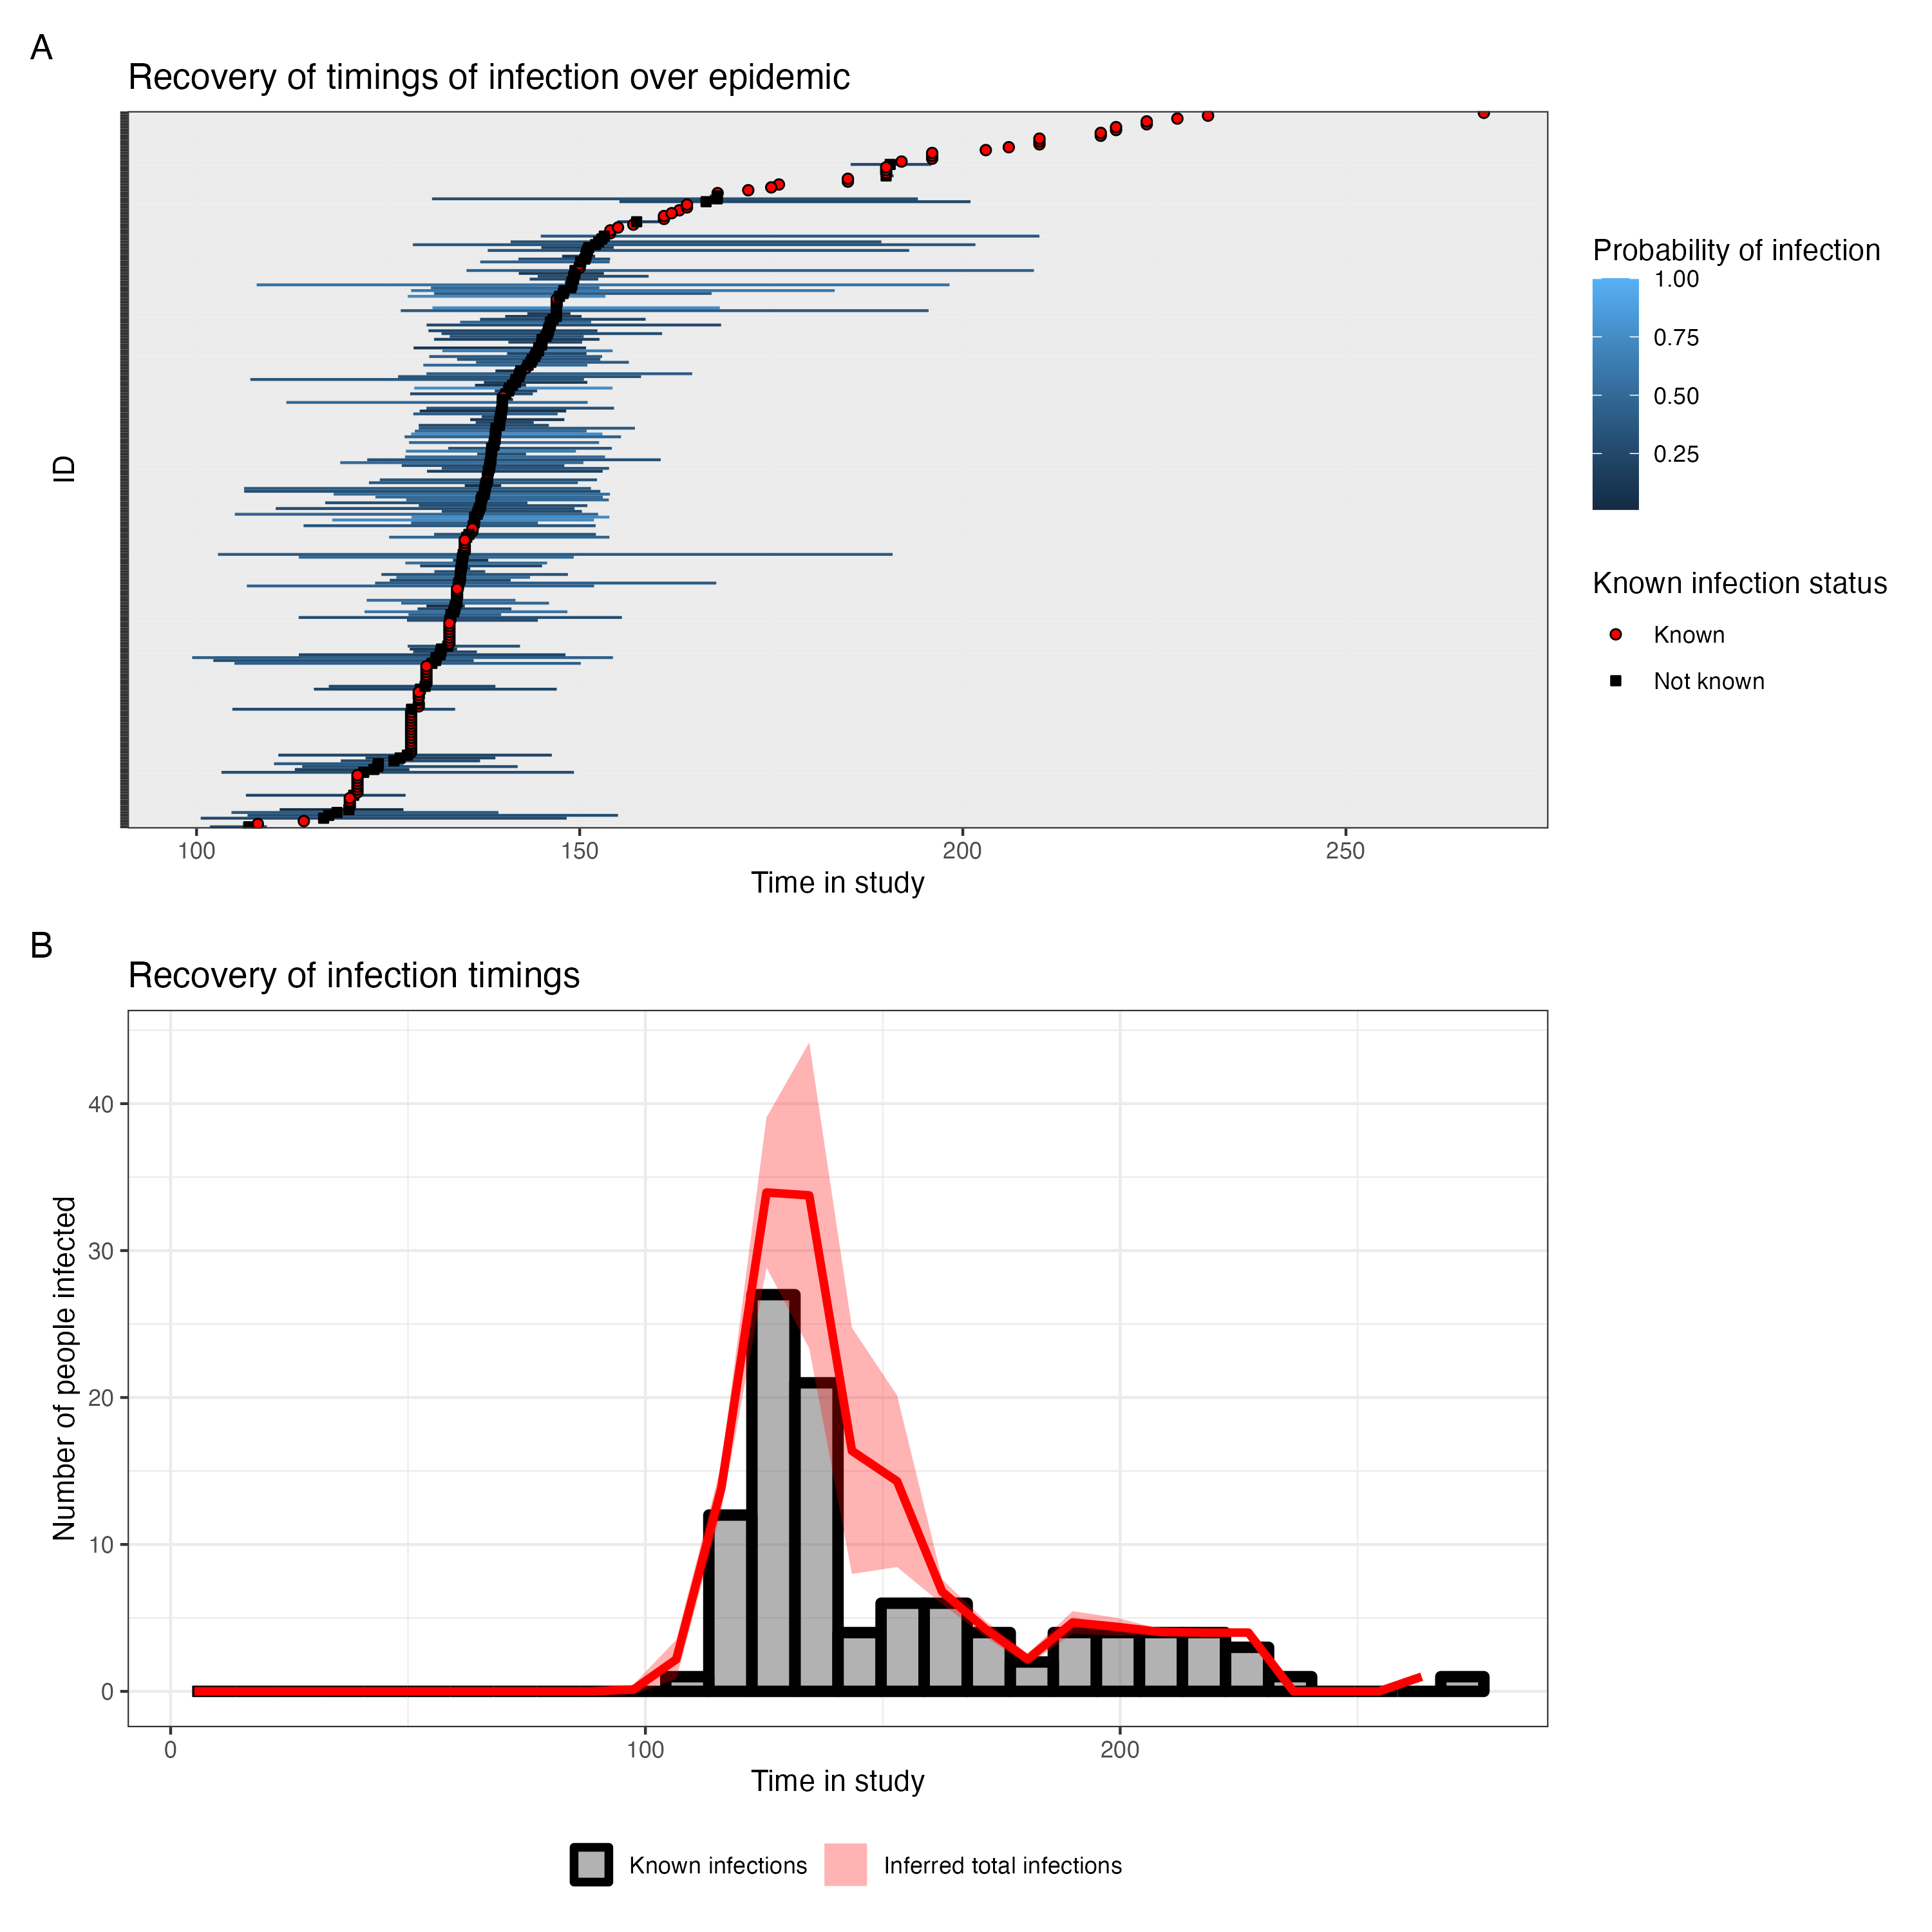 A
Recovery of timings of infection over epidemic
ID
100 150 200 250
Time in study
Probability of infection
1.00
0.75
0.50
0.25
Known infection status
Known
Not known
B
Recovery of infection timings
Number of people infected
40
30
20
10
0
0 100 200
Time in study
Known infections Inferred total infections